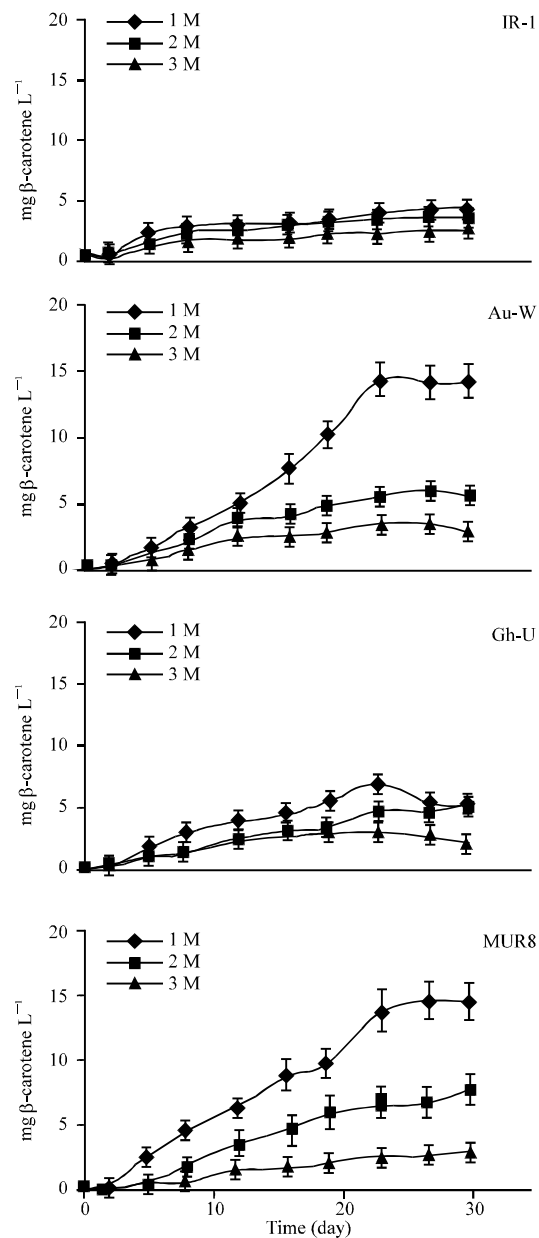 20
15
10
5
0
mg β-carotene L⁻¹
1 M
2 M
3 M
IR-1
20
15
10
5
0
mg β-carotene L⁻¹
1 M
2 M
3 M
Au-W
20
15
10
5
0
mg β-carotene L⁻¹
1 M
2 M
3 M
Gh-U
20
15
10
5
0
mg β-carotene L⁻¹
1 M
2 M
3 M
MUR8
0 10 20 30
Time (day)